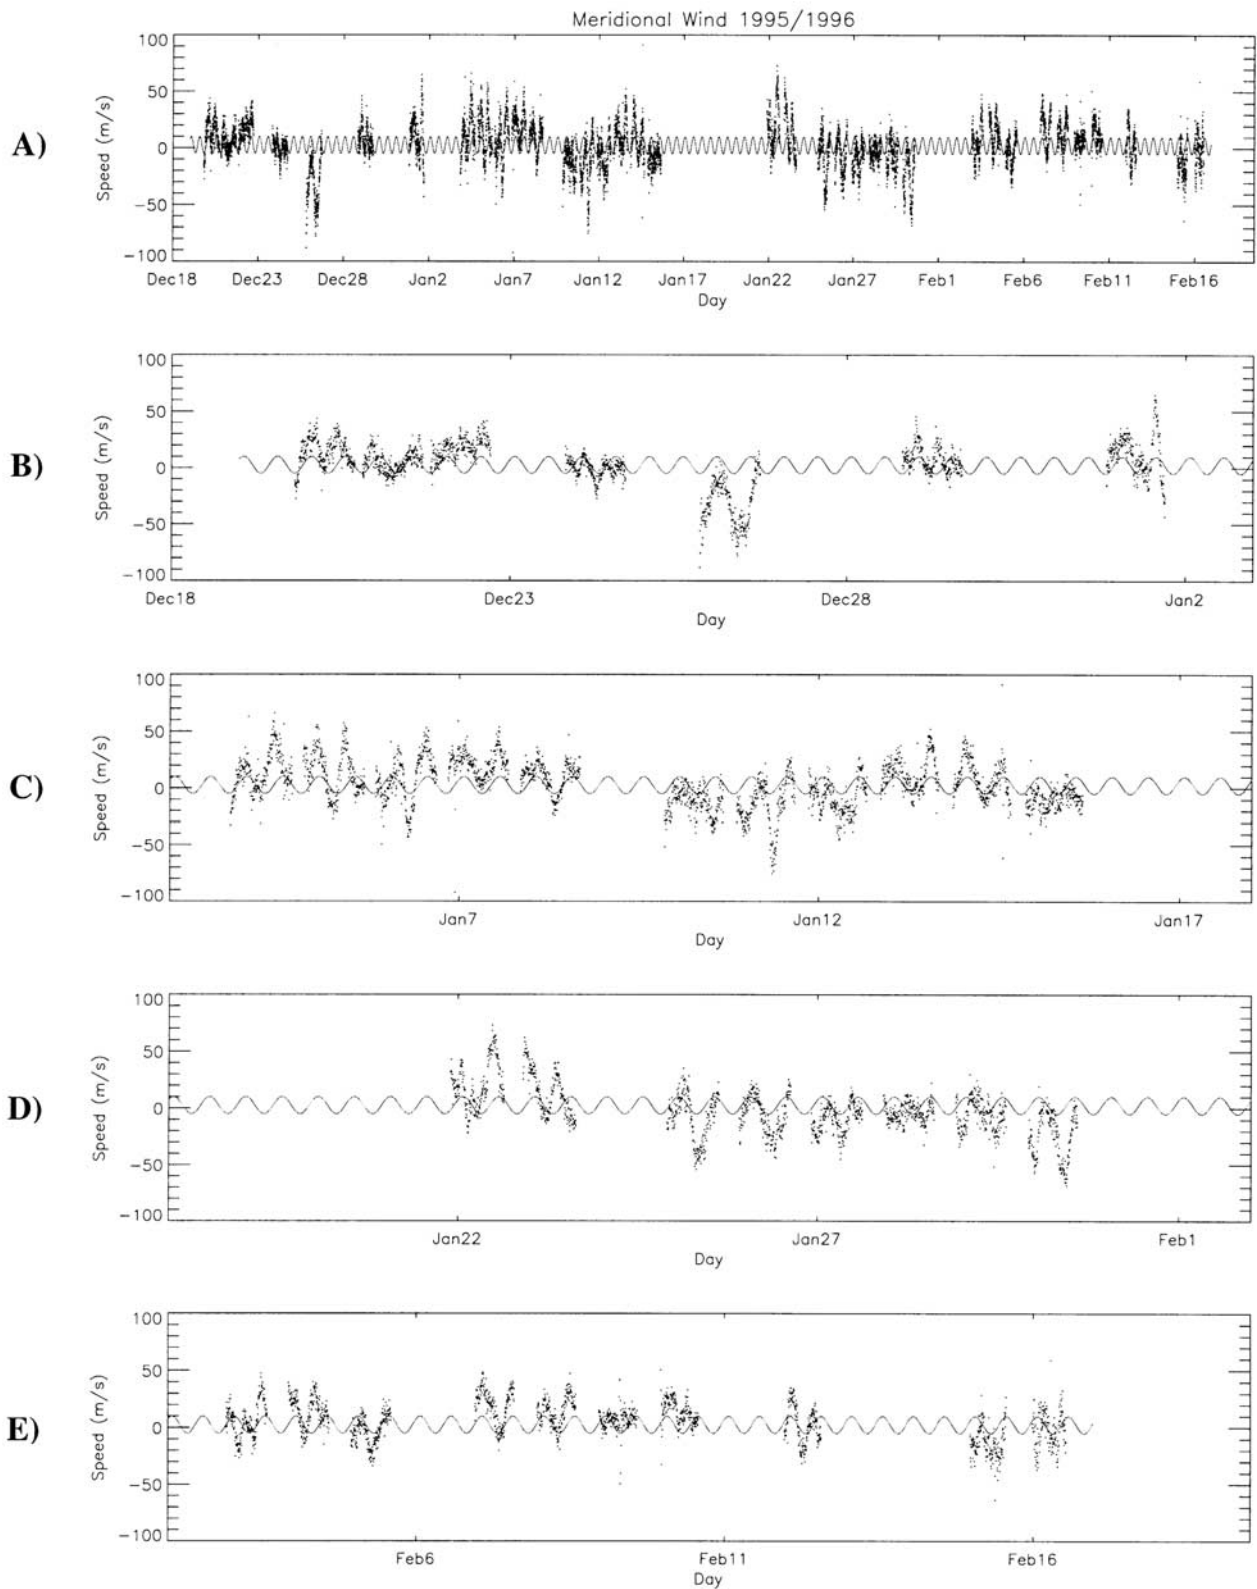 Meridional Wind 1995/1996
A)
Speed (m/s)
100
50
0
−50
−100
Dec18 Dec23 Dec28 Jan2 Jan7 Jan12 Jan17 Jan22 Jan27 Feb1 Feb6 Feb11 Feb16
Day
B)
Speed (m/s)
100
50
0
−50
−100
Dec18 Dec23 Dec28 Jan2
Day
C)
Speed (m/s)
100
50
0
−50
−100
Jan7 Jan12 Jan17
Day
D)
Speed (m/s)
100
50
0
−50
−100
Jan22 Jan27 Feb1
Day
E)
Speed (m/s)
100
50
0
−50
−100
Feb6 Feb11 Feb16
Day